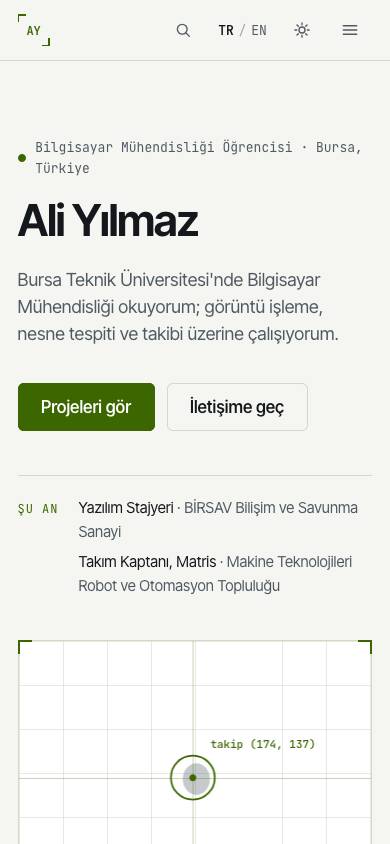 AY
TR / EN
Bilgisayar Mühendisliği Öğrencisi · Bursa,
Türkiye
Ali Yılmaz
Bursa Teknik Üniversitesi'nde Bilgisayar
Mühendisliği okuyorum; görüntü işleme,
nesne tespiti ve takibi üzerine çalışıyorum.
Projeleri gör
İletişime geç
ŞU AN
Yazılım Stajyeri · BİRSAV Bilişim ve Savunma
Sanayi
Takım Kaptanı, Matris · Makine Teknolojileri
Robot ve Otomasyon Topluluğu
takip (174, 137)